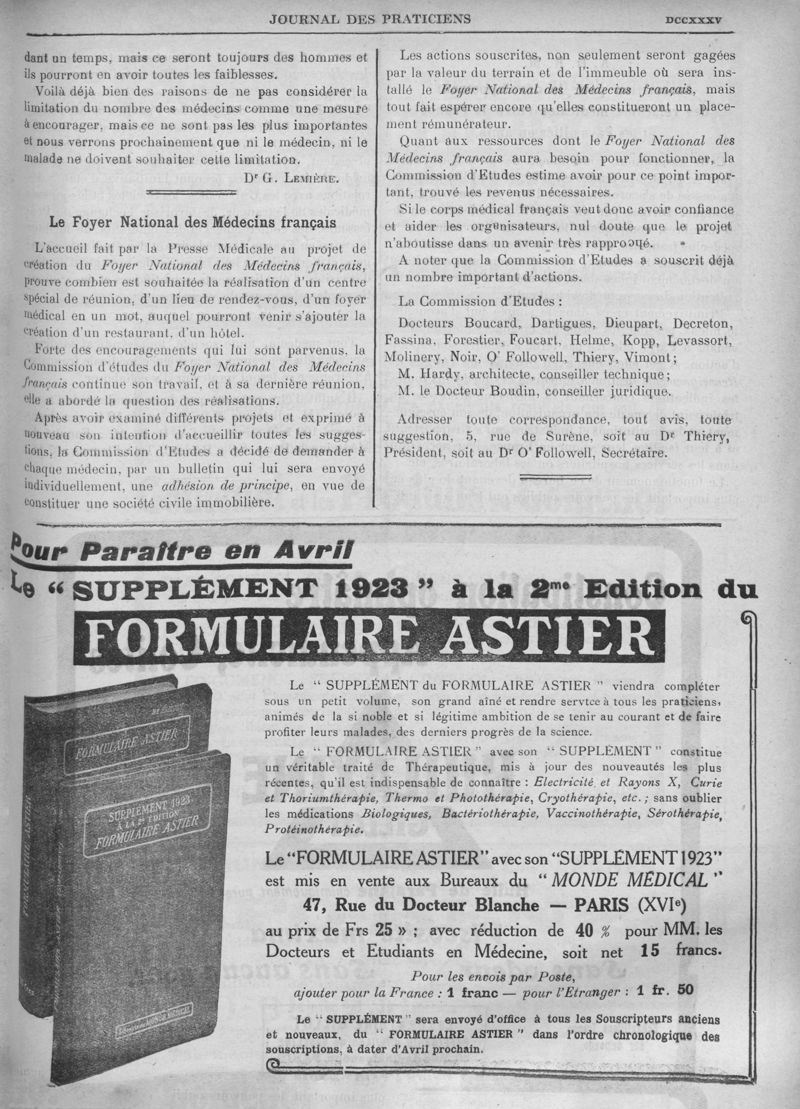 JOURNAL DES PRATICIENS
DCCXXXV
dant un temps, mais ce seront toujours des hommes et
ils pourront en avoir toutes les faiblesses.
Voilà déjà bien des raisons de ne pas considérer la
limitation du nombre des médecins comme une mesure
à encourager, mais ce ne sont pas les plus importantes
et nous verrons prochainement que ni le médecin, ni le
malade ne doivent souhaiter cette limitation.
Dr G. LEMIÈRE.
Le Foyer National des Médecins français
L'accueil fait par la Presse Médicale au projet de
création du Foyer National des Médecins français,
prouve combien est souhaitée la réalisation d'un centre
spécial de réunion, d'un lieu de rendez-vous, d'un foyer
médical en un mot, auquel pourront venir s'ajouter la
création d'un restaurant, d'un hôtel.
Forte des encouragements qui lui sont parvenus, la
Commission d'études du Foyer National des Médecins
français continue son travail, et à sa dernière réunion,
elle a abordé la question des réalisations.
Après avoir examiné différents projets et exprimé à
nouveau son intention d'accueillir toutes les sugges-
tions, la Commission d'Etudes a décidé de demander à
chaque médecin, par un bulletin qui lui sera envoyé
individuellement, une adhésion de principe, en vue de
constituer une société civile immobilière.
Les actions souscrites, non seulement seront gagées
par la valeur du terrain et de l'immeuble où sera ins-
tallé le Foyer National des Médecins français, mais
tout fait espérer encore qu'elles constitueront un place-
ment rémunérateur.
Quant aux ressources dont le Foyer National des
Médecins français aura besoin pour fonctionner, la
Commission d'Etudes estime avoir pour ce point impor-
tant, trouvé les revenus nécessaires.
Si le corps médical français veut donc avoir confiance
et aider les organisateurs, nul doute que le projet
n'aboutisse dans un avenir très rapproché.
A noter que la Commission d'Etudes a souscrit déjà
un nombre important d'actions.
La Commission d'Etudes :
Docteurs Boucard, Dartigues, Dieupart, Decreton,
Fassina, Forestier, Foucart, Helme, Kopp, Levassort,
Molinery, Noir, O' Followell, Thiery, Vimont ;
M. Hardy, architecte, conseiller technique ;
M. le Docteur Boudin, conseiller juridique.
Adresser toute correspondance, tout avis, toute
suggestion, 5, rue de Surène, soit au Dr Thiery,
Président, soit au Dr O' Followell, Secrétaire.
Pour Paraître en Avril
Le “ SUPPLÉMENT 1923 ” à la 2me Edition du
FORMULAIRE ASTIER
FORMULAIRE ASTIER
SUPPLÉMENT 1923
A LA 2e ÉDITION
FORMULAIRE ASTIER
Le “ SUPPLÉMENT du FORMULAIRE ASTIER ” viendra compléter
sous un petit volume, son grand aîné et rendre service à tous les praticiens,
animés de la si noble et si légitime ambition de se tenir au courant et de faire
profiter leurs malades, des derniers progrès de la science.
Le “ FORMULAIRE ASTIER ” avec son “ SUPPLÉMENT ” constitue
un véritable traité de Thérapeutique, mis à jour des nouveautés les plus
récentes, qu'il est indispensable de connaître : Electricité et Rayons X, Curie
et Thoriumthérapie, Thermo et Photothérapie, Cryothérapie, etc. ; sans oublier
les médications Biologiques, Bactériothérapie, Vaccinothérapie, Sérothérapie,
Protéinothérapie.
Le “FORMULAIRE ASTIER” avec son “SUPPLÉMENT 1923”
est mis en vente aux Bureaux du “ MONDE MÉDICAL ”
47, Rue du Docteur Blanche — PARIS (XVIe)
au prix de Frs 25 » ; avec réduction de 40 % pour MM. les
Docteurs et Etudiants en Médecine, soit net 15 francs.
Pour les envois par Poste,
ajouter pour la France : 1 franc — pour l'Etranger : 1 fr. 50
Le “ SUPPLÉMENT ” sera envoyé d'office à tous les Souscripteurs anciens
et nouveaux, du “ FORMULAIRE ASTIER ” dans l'ordre chronologique des
souscriptions, à dater d'Avril prochain.